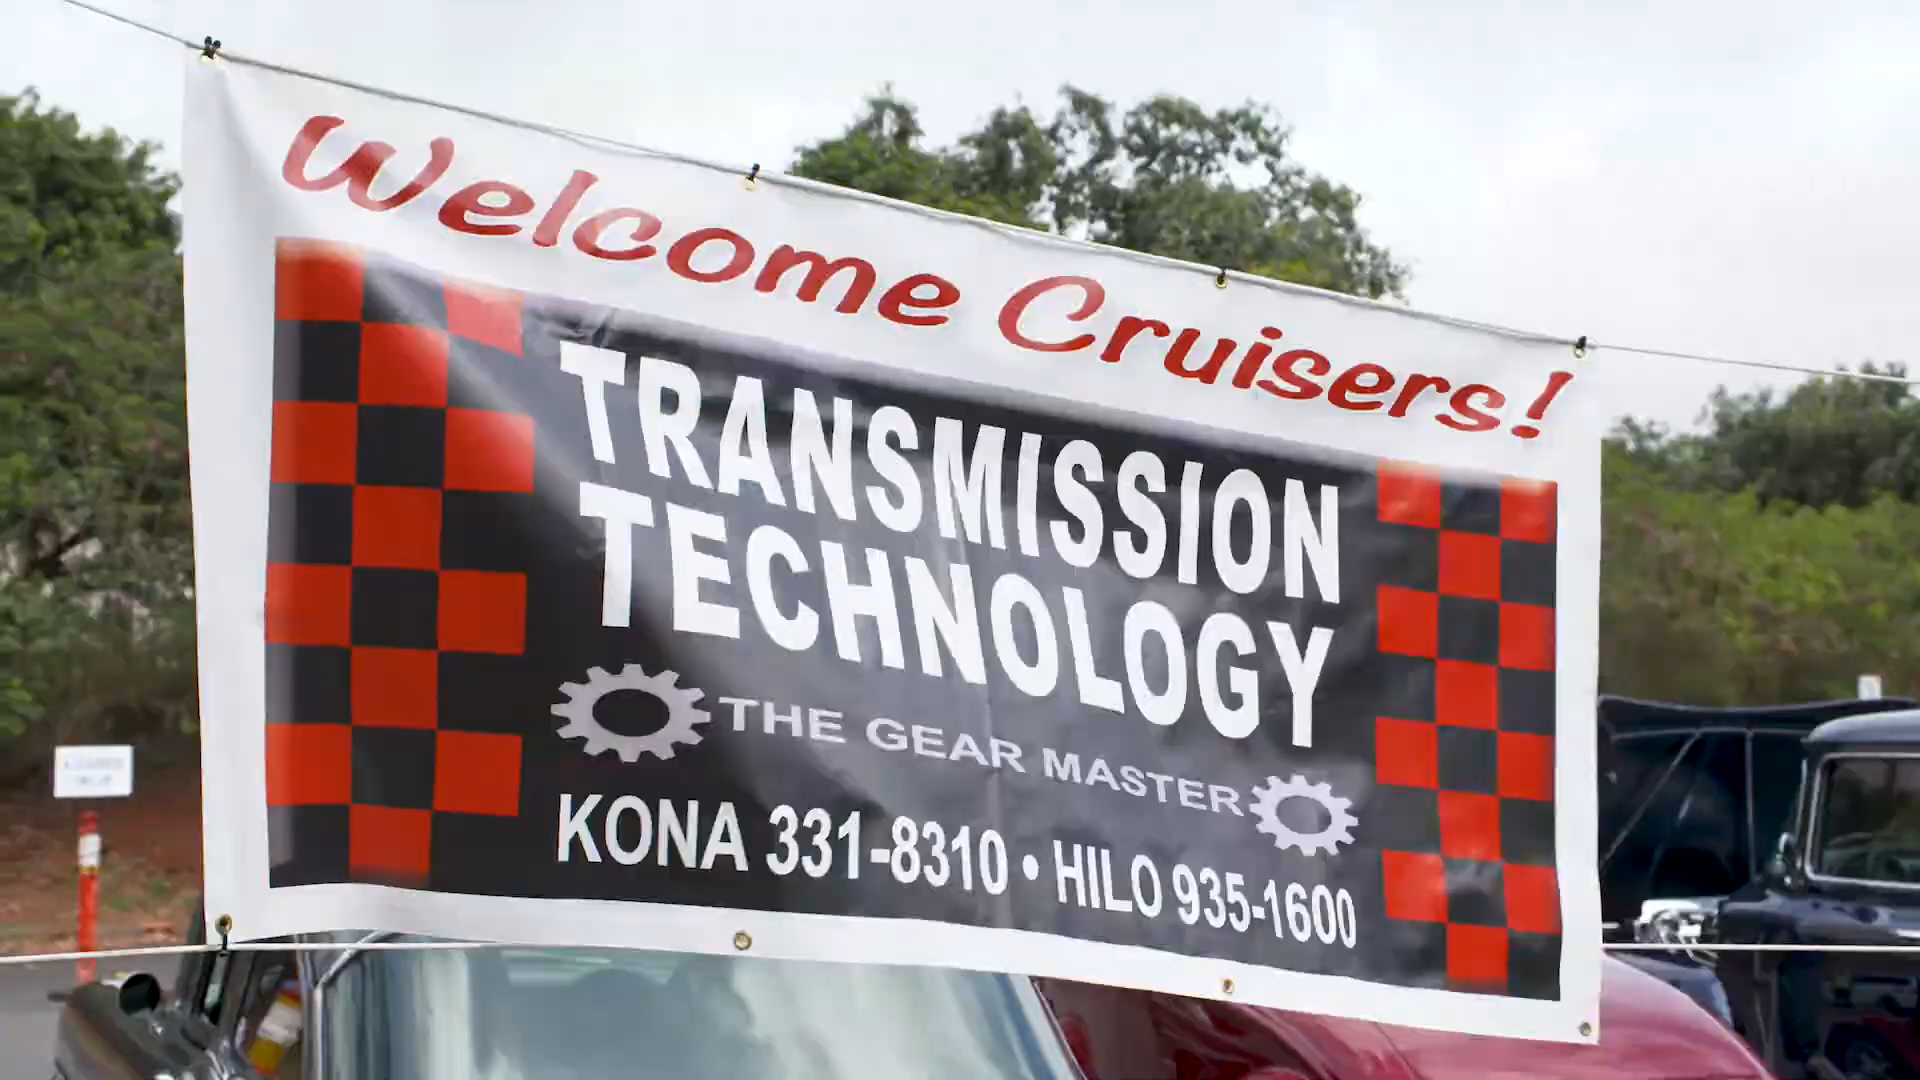 Welcome Cruisers!
TRANSMISSION
TECHNOLOGY
THE GEAR MASTER
KONA 331-8310 • HILO 935-1600